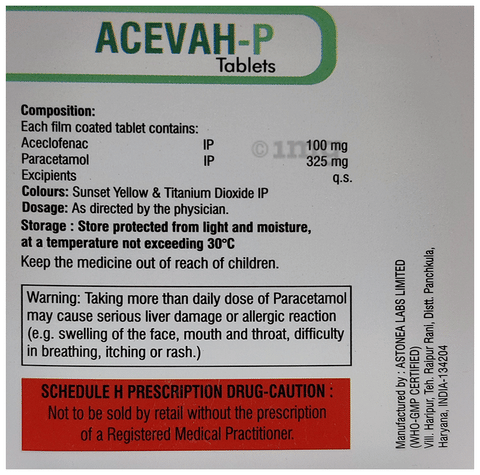 ACEVAH-P
Tablets
Composition:
Each film coated tablet contains:
Aceclofenac IP 100 mg
Paracetamol IP 325 mg
Excipients q.s.
Colours: Sunset Yellow & Titanium Dioxide IP
Dosage: As directed by the physician.
Storage : Store protected from light and moisture,
at a temperature not exceeding 30°C
Keep the medicine out of reach of children.
Warning: Taking more than daily dose of Paracetamol
may cause serious liver damage or allergic reaction
(e.g. swelling of the face, mouth and throat, difficulty
in breathing, itching or rash.)
SCHEDULE H PRESCRIPTION DRUG-CAUTION :
Not to be sold by retail without the prescription
of a Registered Medical Practitioner.
Manufactured by : ASTONEA LABS LIMITED
(WHO-GMP CERTIFIED)
Vill. Haripur, Teh. Raipur Rani, Distt. Panchkula,
Haryana, INDIA-134204